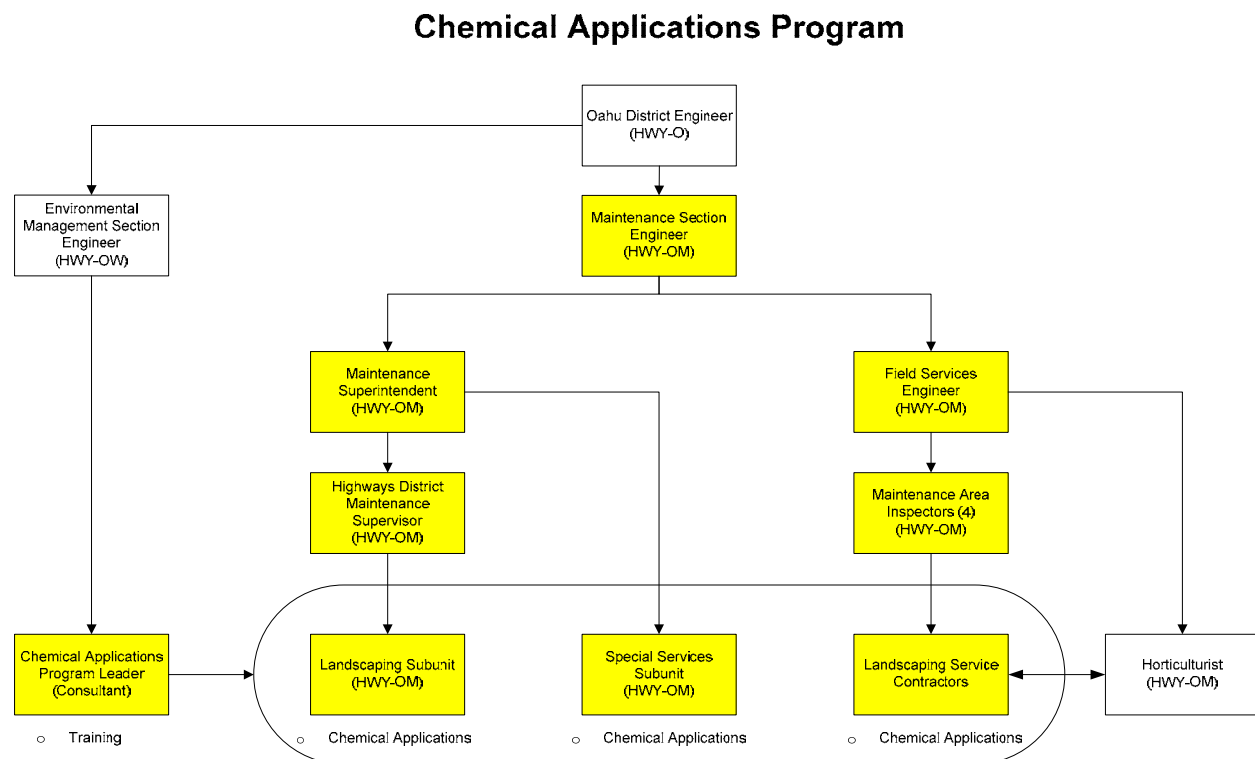 Chemical Applications Program
Oahu District Engineer
(HWY-O)
Environmental
Management Section
Engineer
(HWY-OW)
Maintenance Section
Engineer
(HWY-OM)
Maintenance
Superintendent
(HWY-OM)
Field Services
Engineer
(HWY-OM)
Highways District
Maintenance
Supervisor
(HWY-OM)
Maintenance Area
Inspectors (4)
(HWY-OM)
Chemical Applications
Program Leader
(Consultant)
Landscaping Subunit
(HWY-OM)
Special Services
Subunit
(HWY-OM)
Landscaping Service
Contractors
Horticulturist
(HWY-OM)
○ Training
○ Chemical Applications
○ Chemical Applications
○ Chemical Applications